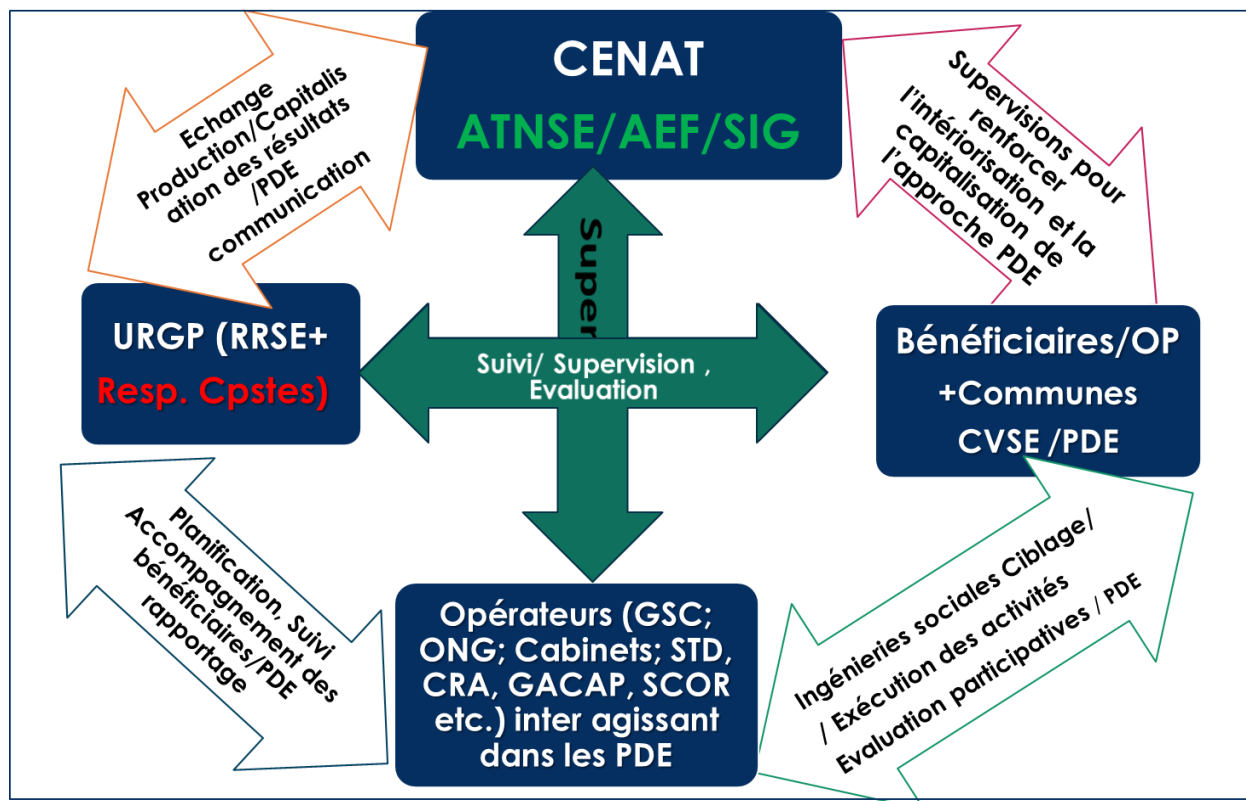 CENAT
ATNSE/AEF/SIG
Echange
Production/Capitalis
ation des résultats
/PDE
communication
Supervisions pour
renforcer
l'intériorisation et la
capitalisation de
l'approche PDE
Super
URGP (RRSE+
Resp. Cpstes)
Suivi/ Supervision ,
Evaluation
Bénéficiaires/OP
+Communes
CVSE /PDE
Planification, Suivi
Accompagnement des
bénéficiaires/PDE
rapportage
Opérateurs (GSC;
ONG; Cabinets; STD,
CRA, GACAP, SCOR
etc.) inter agissant
dans les PDE
Ingénieries sociales Ciblage/
/ Exécution des activités
Evaluation participatives / PDE